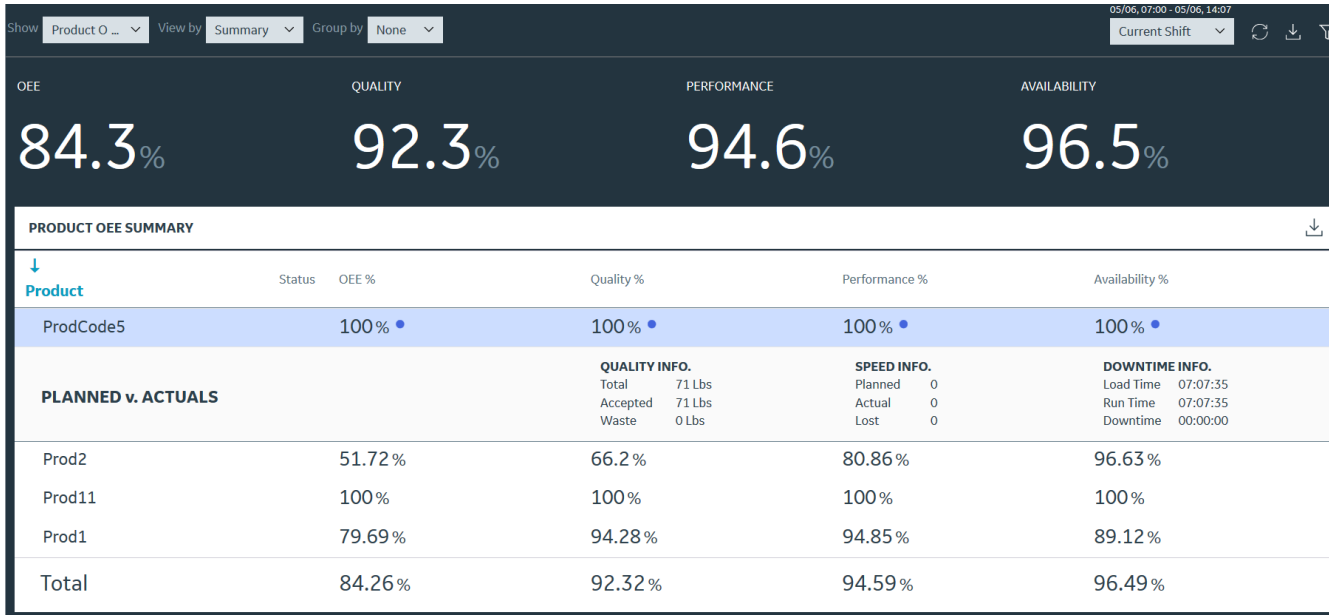 05/06, 07:00 - 05/06, 14:07
Show Product O ... View by Summary Group by None Current Shift
OEE QUALITY PERFORMANCE AVAILABILITY
84.3% 92.3% 94.6% 96.5%
PRODUCT OEE SUMMARY
↓
Product Status OEE % Quality % Performance % Availability %
ProdCode5 100% 100% 100% 100%
PLANNED v. ACTUALS
QUALITY INFO. SPEED INFO. DOWNTIME INFO.
Total 71 Lbs Planned 0 Load Time 07:07:35
Accepted 71 Lbs Actual 0 Run Time 07:07:35
Waste 0 Lbs Lost 0 Downtime 00:00:00
Prod2 51.72% 66.2% 80.86% 96.63%
Prod11 100% 100% 100% 100%
Prod1 79.69% 94.28% 94.85% 89.12%
Total 84.26% 92.32% 94.59% 96.49%